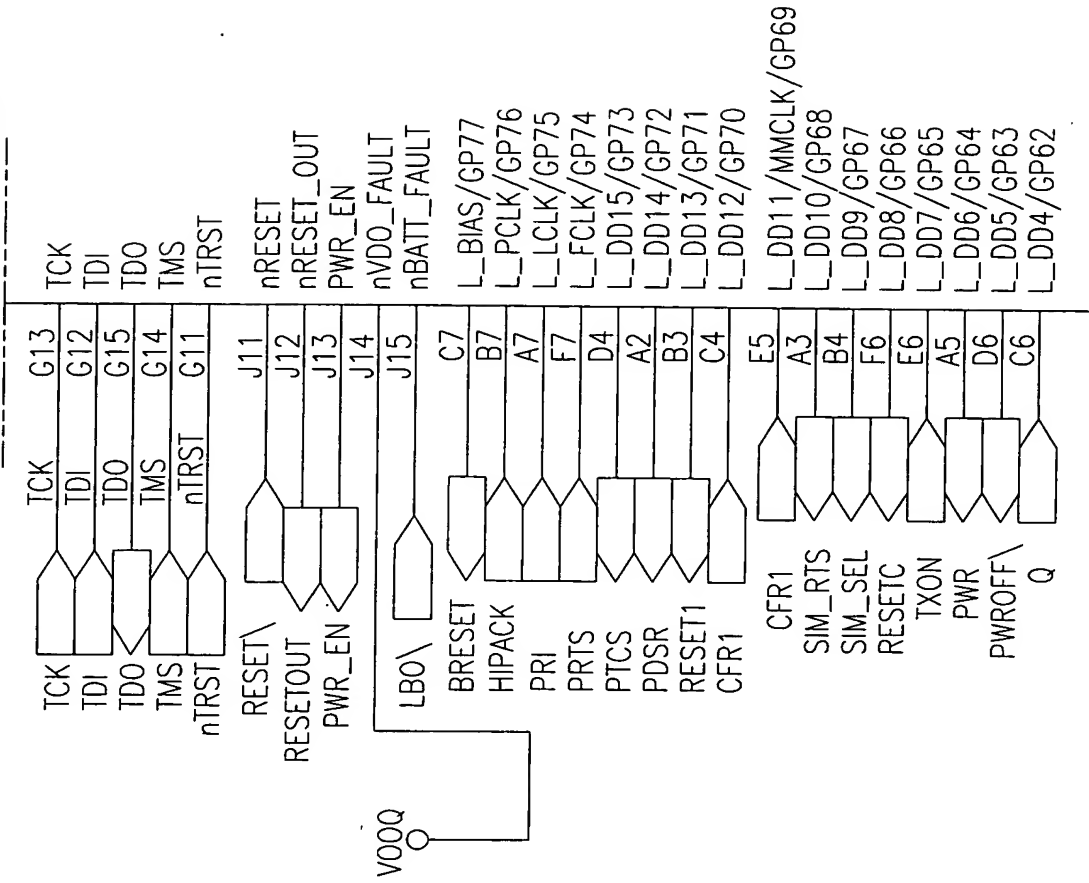 TCK TCK G13 TCK
TDI TDI G12 TDI
TDO TDO G15 TDO
TMS TMS G14 TMS
nTRST nTRST G11 nTRST
RESET\ J11 nRESET
RESETOUT J12 nRESET_OUT
PWR_EN J13 PWR_EN
J14 nVDO_FAULT
LBO\ J15 nBATT_FAULT
VOOQ
BRESET C7 L_BIAS/GP77
HIPACK B7 L_PCLK/GP76
PRI A7 L_LCLK/GP75
PRTS F7 L_FCLK/GP74
PTCS D4 L_DD15/GP73
PDSR A2 L_DD14/GP72
RESET1 B3 L_DD13/GP71
CFR1 C4 L_DD12/GP70
CFR1 E5 L_DD11/MMCLK/GP69
SIM_RTS A3 L_DD10/GP68
SIM_SEL B4 L_DD9/GP67
RESETC F6 L_DD8/GP66
TXON E6 L_DD7/GP65
PWR A5 L_DD6/GP64
PWROFF\ D6 L_DD5/GP63
Q C6 L_DD4/GP62